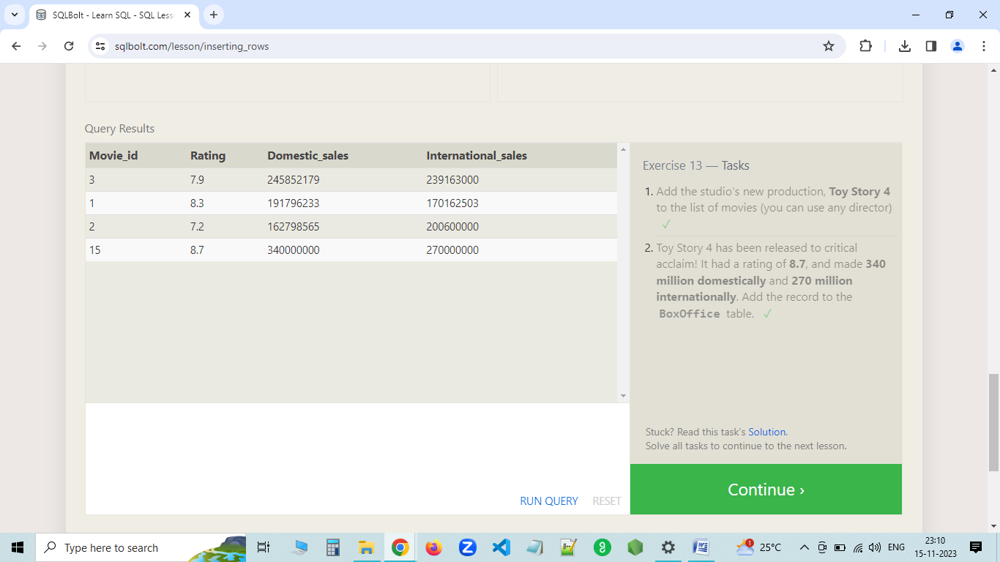 SQLBolt - Learn SQL - SQL Less
sqlbolt.com/lesson/inserting_rows
Query Results
Movie_id Rating Domestic_sales International_sales
3 7.9 245852179 239163000
1 8.3 191796233 170162503
2 7.2 162798565 200600000
15 8.7 340000000 270000000
RUN QUERY RESET
Exercise 13 — Tasks
1. Add the studio's new production, Toy Story 4
to the list of movies (you can use any director)
✓
2. Toy Story 4 has been released to critical
acclaim! It had a rating of 8.7, and made 340
million domestically and 270 million
internationally. Add the record to the
BoxOffice table. ✓
Stuck? Read this task's Solution.
Solve all tasks to continue to the next lesson.
Continue ›
Type here to search
1
25°C
ENG
23:10
15-11-2023